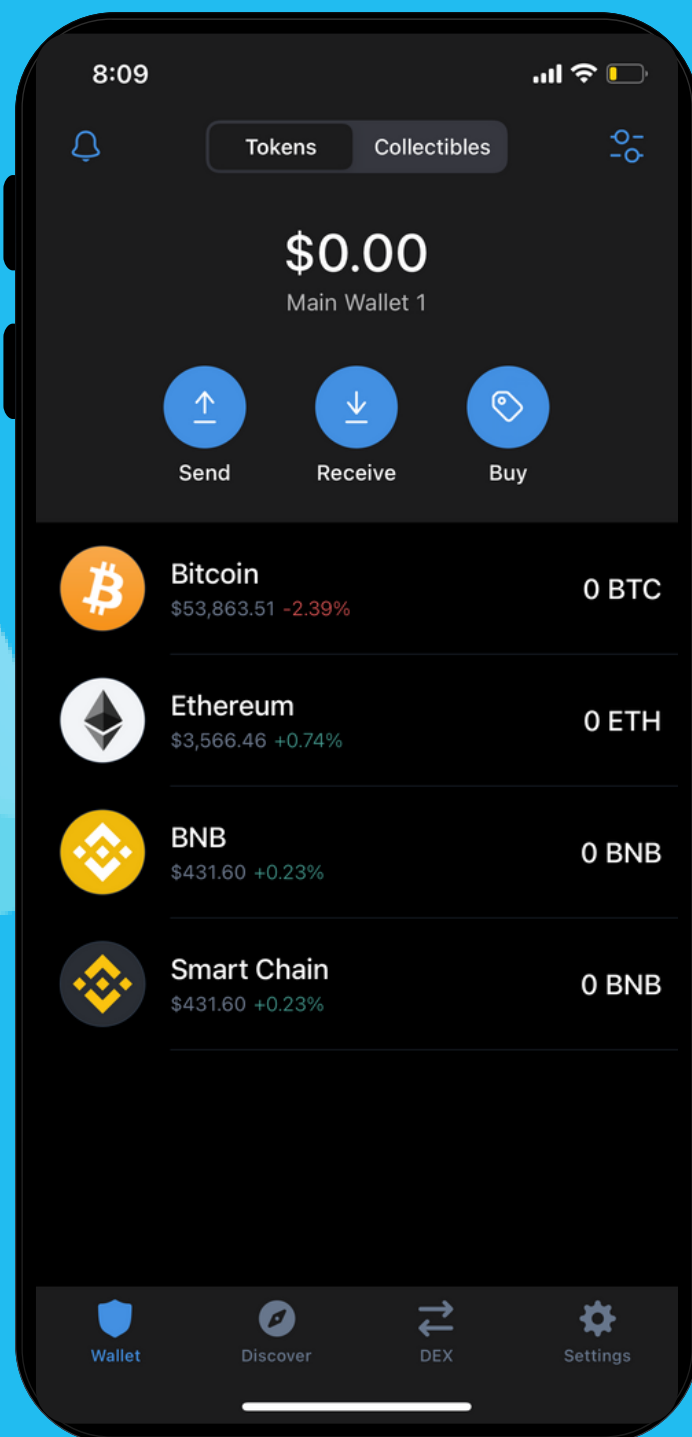 8:09
Tokens Collectibles
$0.00
Main Wallet 1
Send Receive Buy
Bitcoin
$53,863.51 -2.39%
0 BTC
Ethereum
$3,566.46 +0.74%
0 ETH
BNB
$431.60 +0.23%
0 BNB
Smart Chain
$431.60 +0.23%
0 BNB
Wallet Discover DEX Settings